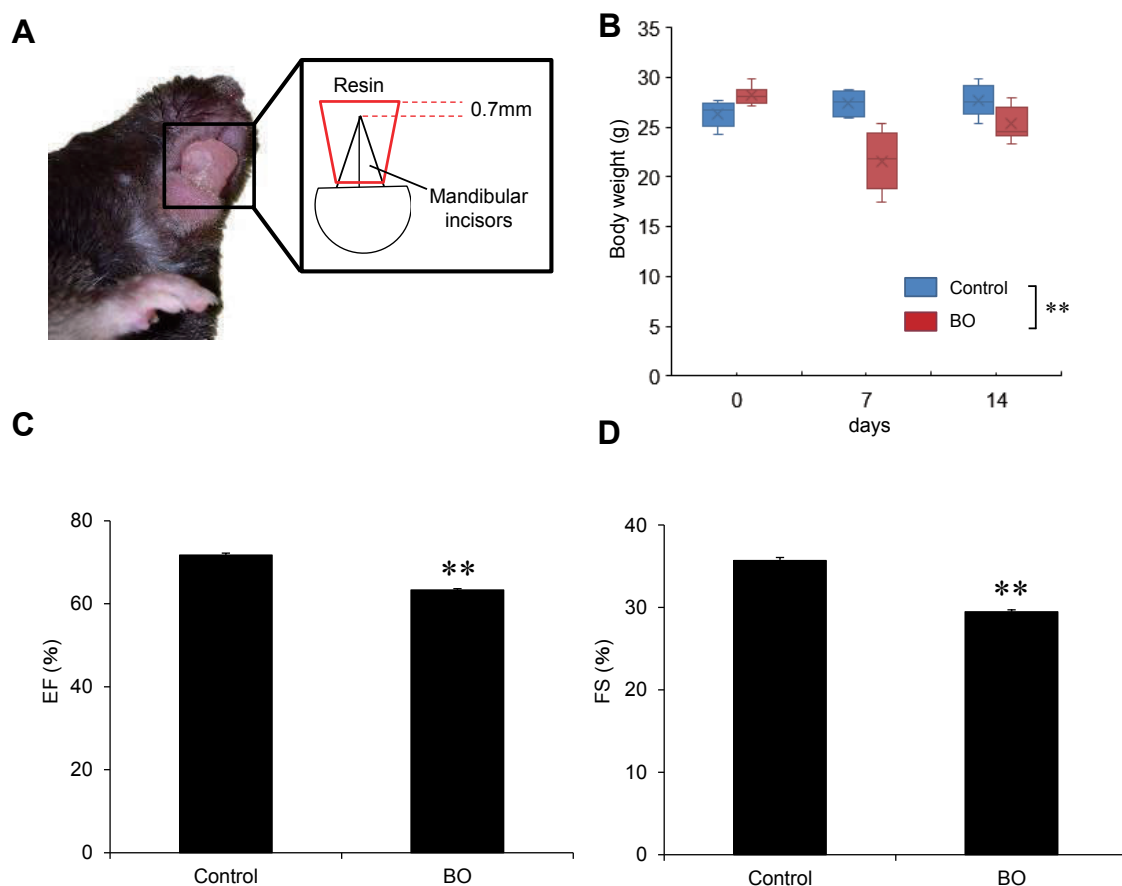 A
Resin
0.7mm
Mandibular
incisors
B
Body weight (g)
35
30
25
20
15
10
5
0
0
7
14
days
Control
BO
**
C
EF (%)
80
60
40
60
20
0
Control
BO
**
D
FS (%)
40
30
20
10
0
Control
BO
**